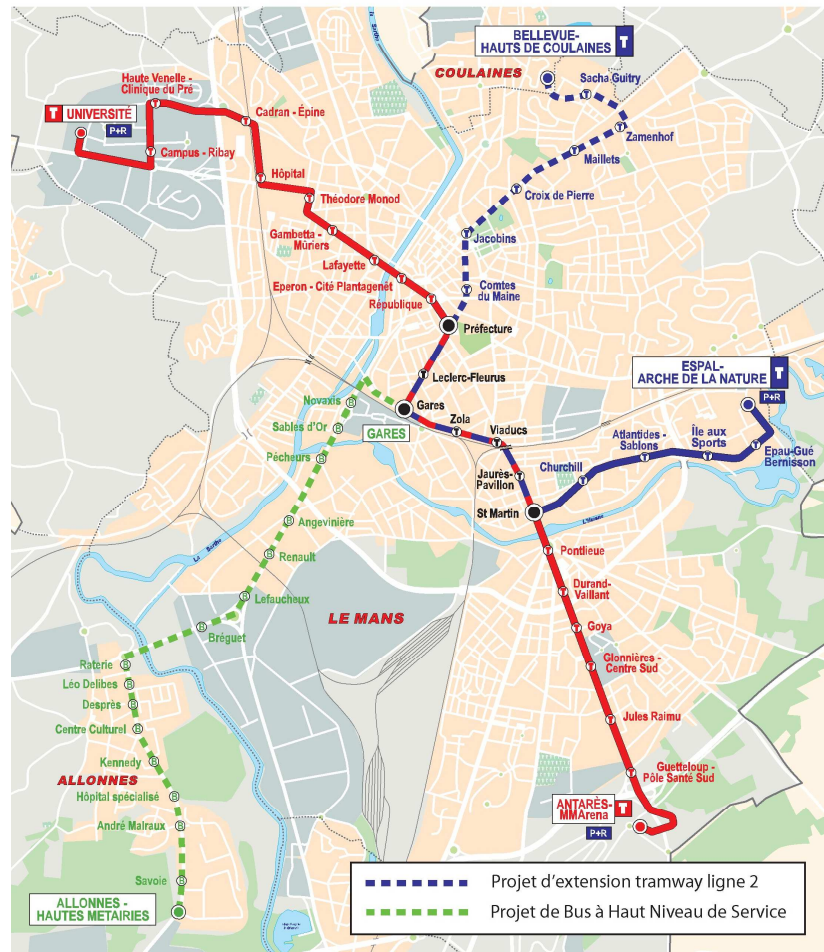 BELLEVUE-
HAUTS DE COULAINES
T
COULAINES
Sacha Guitry
Zamenhof
Maillets
Croix de Pierre
Jacobins
Comtes
du Maine
Haute Venelle -
Clinique du Pré
T UNIVERSITÉ
P+R
Cadran - Épine
Campus - Ribay
Hôpital
Théodore Monod
Gambetta -
Mûriers
Lafayette
Eperon - Cité Plantagenêt
République
Préfecture
Leclerc-Fleurus
Gares
GARES
Zola
Viaducs
Jaurès-
Pavillon
St Martin
ESPAL-
ARCHE DE LA NATURE
T
P+R
Atlantides -
Sablons
Île aux
Sports
Epau-Gué
Bernisson
Churchill
Novaxis
Sables d'Or
Pêcheurs
Angevinière
Renault
Lefaucheux
Bréguet
Raterie
Léo Delibes
Desprès
Centre Culturel
Kennedy
ALLONNES
Hôpital spécialisé
André Malraux
Savoie
ALLONNES -
HAUTES METAIRIES
LE MANS
La Sarthe
L'Huisne
Pontlieue
Durand-
Vaillant
Goya
Glonnières -
Centre Sud
Jules Raimu
Guetteloup -
Pôle Santé Sud
ANTARÈS-
MMArena
T
P+R
Projet d'extension tramway ligne 2
Projet de Bus à Haut Niveau de Service